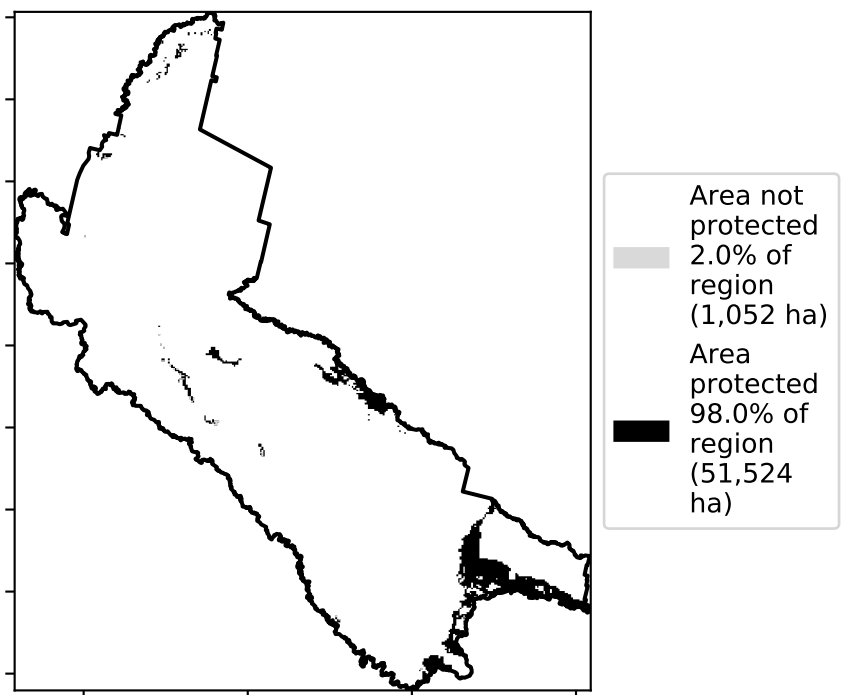 Area not
protected
2.0% of
region
(1,052 ha)
Area
protected
98.0% of
region
(51,524
ha)